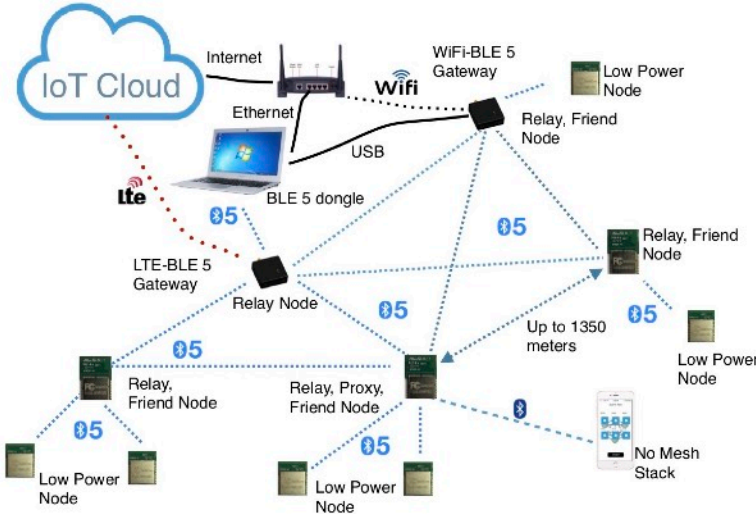 WiFi-BLE 5
Gateway
Internet
IoT Cloud
Wifi
Low Power
Node
Ethernet
Relay, Friend
Node
USB
BLE 5 dongle
Lte
5
5
LTE-BLE 5
Gateway
Relay, Friend
Node
Relay Node
5
5
Up to 1350
meters
5
Low Power
Node
Relay,
Friend Node
Relay, Proxy,
Friend Node
5
5
No Mesh
Stack
Low Power
Node
Low Power
Node